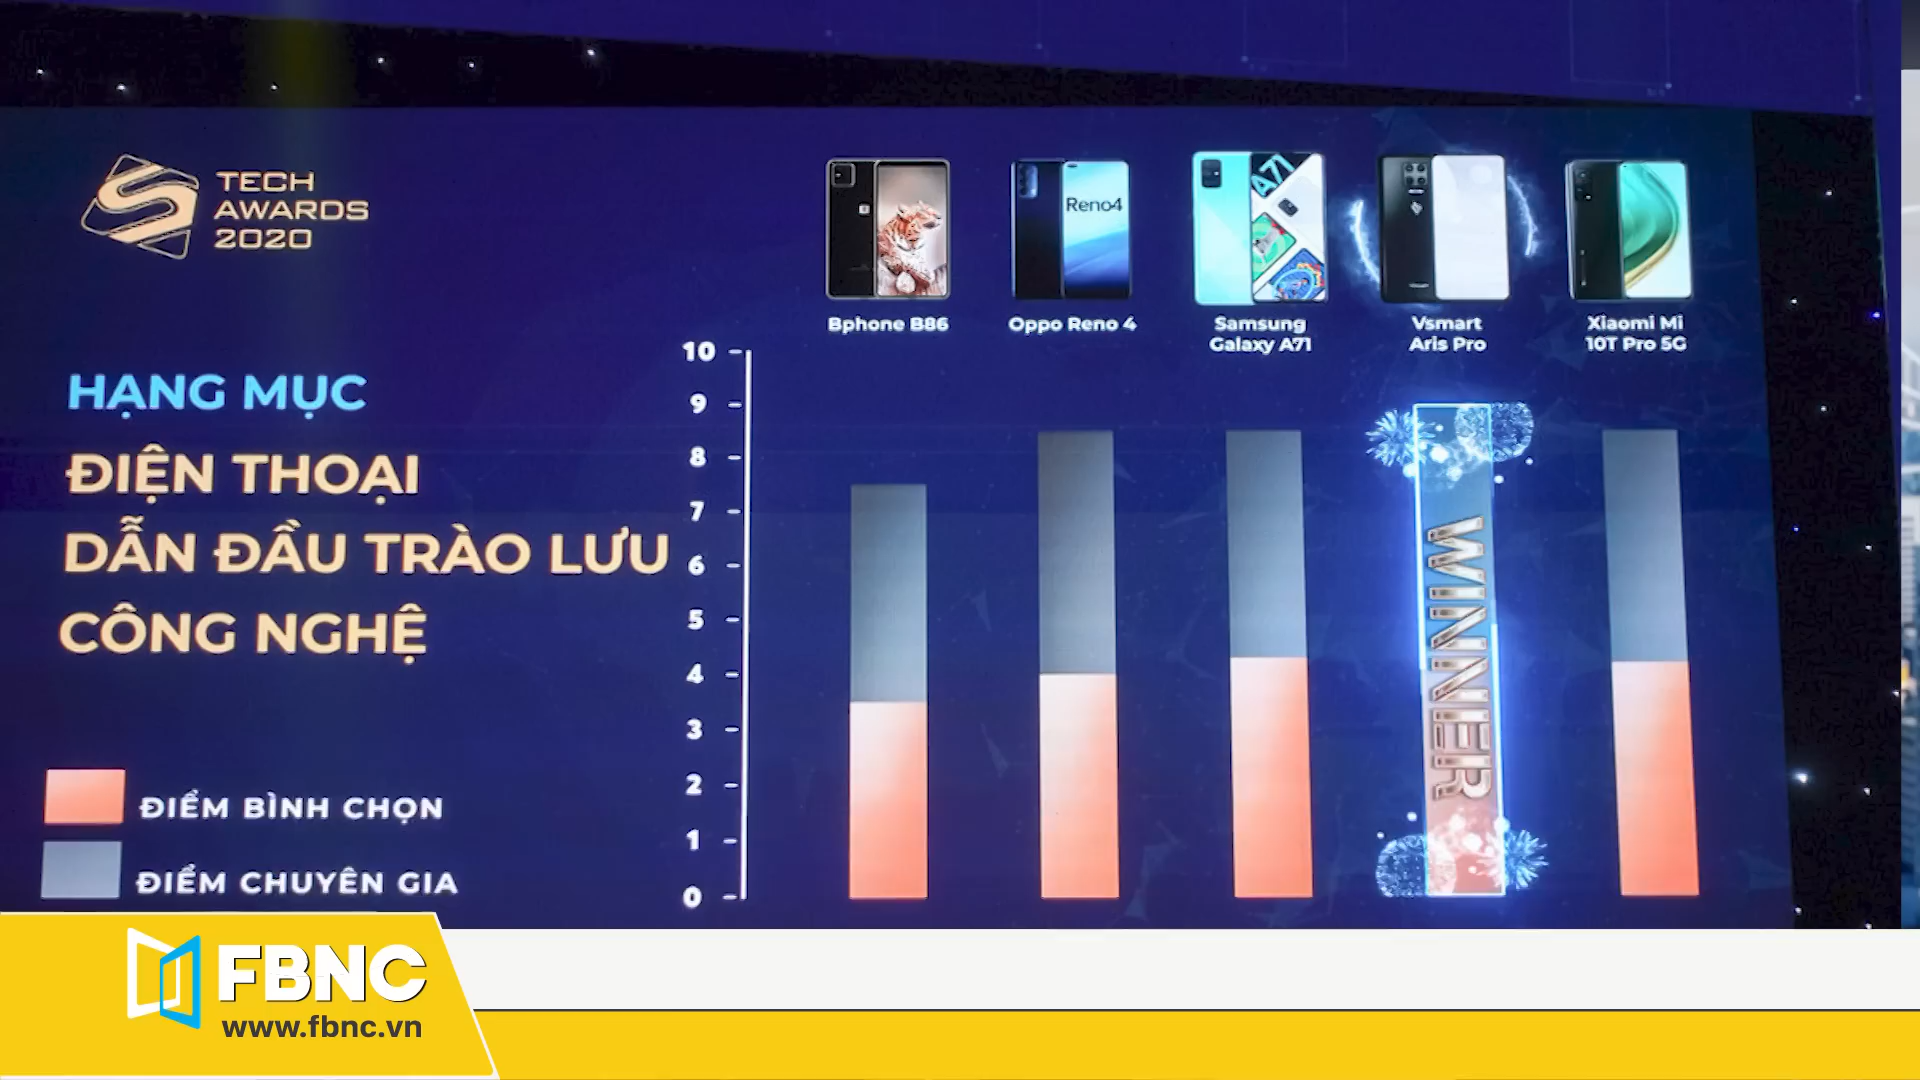 TECH
AWARDS
2020
HẠNG MỤC
ĐIỆN THOẠI
DẪN ĐẦU TRÀO LƯU
CÔNG NGHỆ
ĐIỂM BÌNH CHỌN
ĐIỂM CHUYÊN GIA
Reno4
A71
Bphone B86
Oppo Reno 4
Samsung
Galaxy A71
Vsmart
Aris Pro
Xiaomi Mi
10T Pro 5G
10
9
8
7
6
5
4
3
2
1
0
WINNER
FBNC
www.fbnc.vn